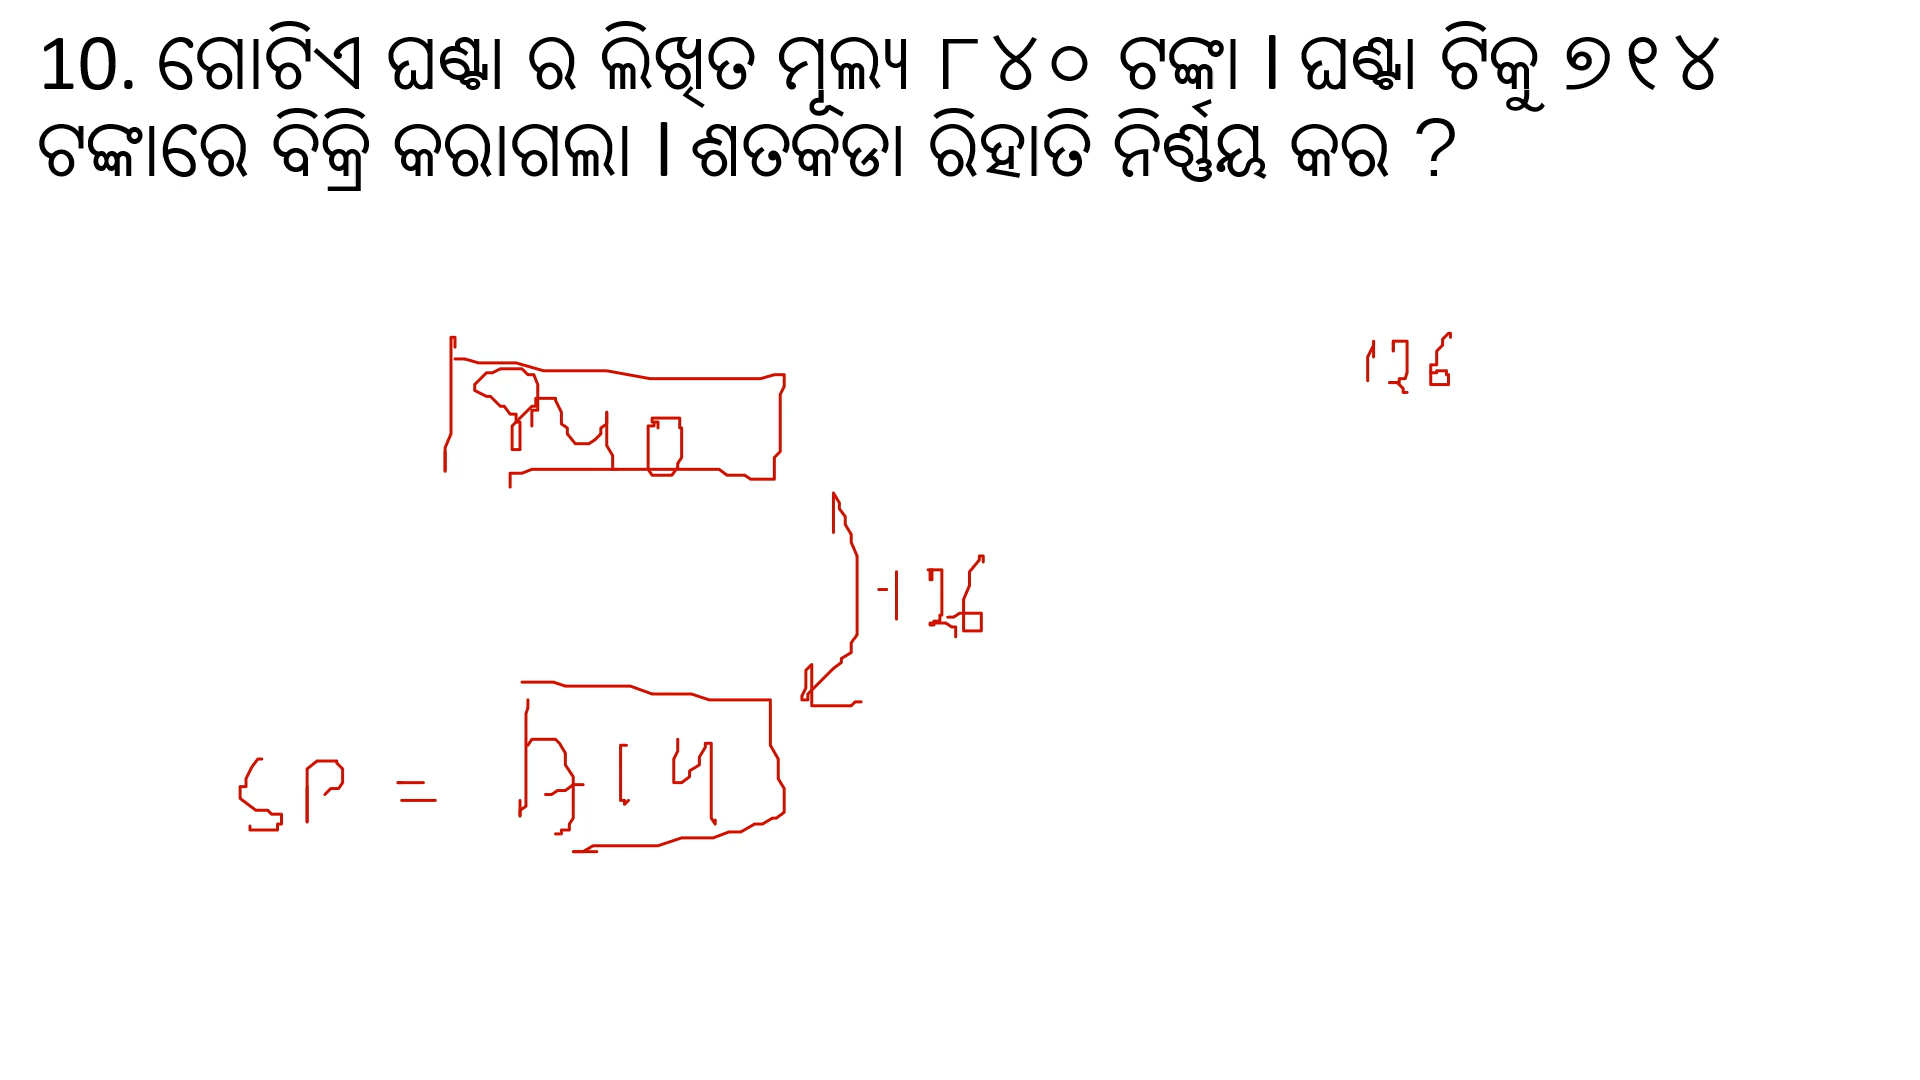 10. ଗୋଟିଏ ଘଣ୍ଟା ର ଲିଖିତ ମୂଲ୍ୟ ୮୪୦ ଟଙ୍କା l ଘଣ୍ଟା ଟିକୁ ୭୧୪
ଟଙ୍କାରେ ବିକ୍ରି କରାଗଲା l ଶତକଡା ରିହାତି ନିର୍ଣ୍ଣୟ କର ?
126
840
-126
SP = 714